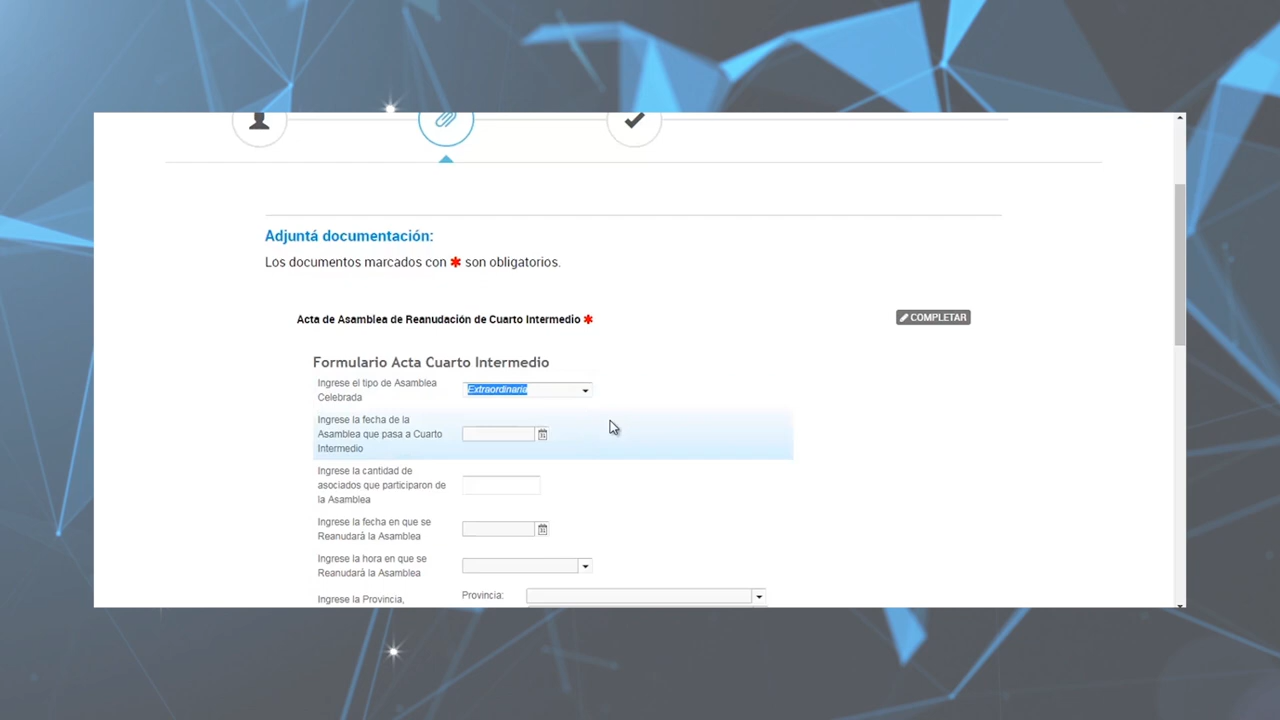 Adjuntá documentación:
Los documentos marcados con * son obligatorios.
Acta de Asamblea de Reanudación de Cuarto Intermedio *
COMPLETAR
Formulario Acta Cuarto Intermedio
Ingrese el tipo de Asamblea
Celebrada
Extraordinaria
Ingrese la fecha de la
Asamblea que pasa a Cuarto
Intermedio
Ingrese la cantidad de
asociados que participaron de
la Asamblea
Ingrese la fecha en que se
Reanudará la Asamblea
Ingrese la hora en que se
Reanudará la Asamblea
Ingrese la Provincia,
Provincia: